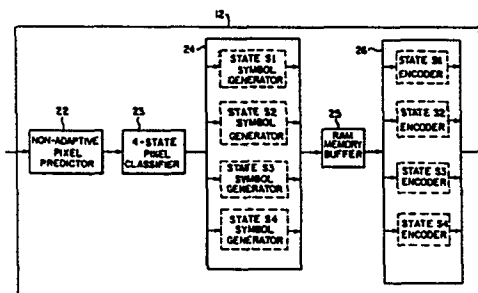 12
24
STATE S1
SYMBOL
GENERATOR
STATE S2
SYMBOL
GENERATOR
STATE S3
SYMBOL
GENERATOR
STATE S4
SYMBOL
GENERATOR
22
NON-ADAPTIVE
PIXEL
PREDICTOR
23
4-STATE
PIXEL
CLASSIFIER
25
RAM
MEMORY
BUFFER
26
STATE S1
ENCODER
STATE S2
ENCODER
STATE S3
ENCODER
STATE S4
ENCODER